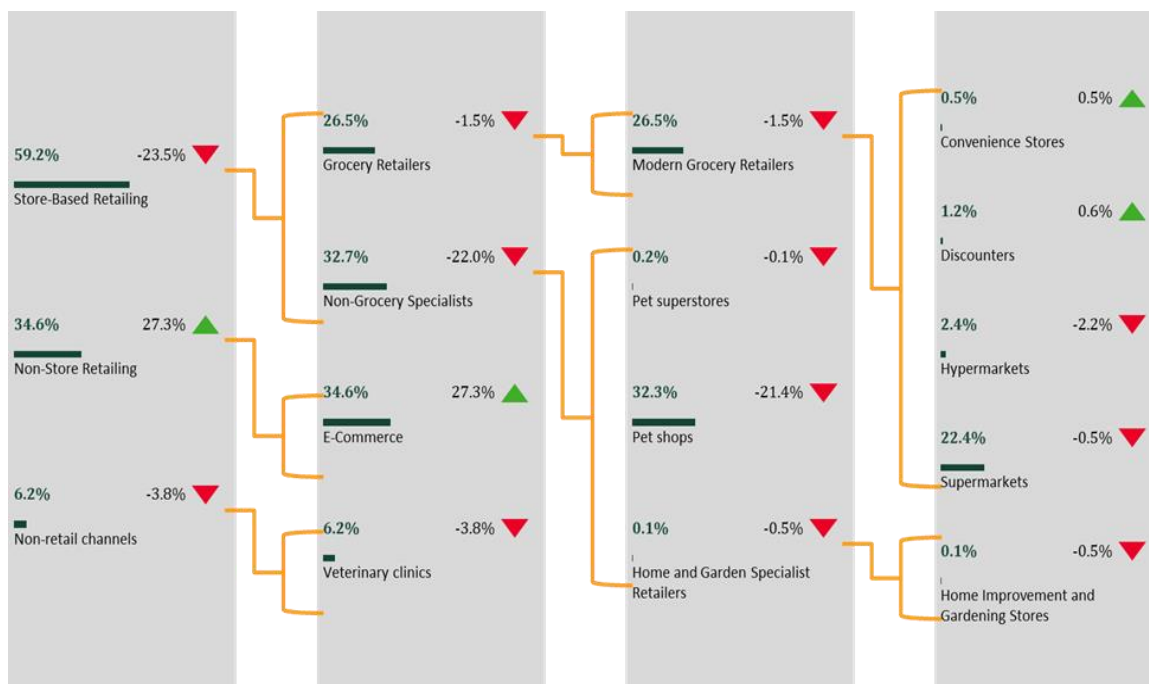 59.2% -23.5%
Store-Based Retailing
34.6% 27.3%
Non-Store Retailing
6.2% -3.8%
Non-retail channels
26.5% -1.5%
Grocery Retailers
32.7% -22.0%
Non-Grocery Specialists
34.6% 27.3%
E-Commerce
6.2% -3.8%
Veterinary clinics
26.5% -1.5%
Modern Grocery Retailers
0.2% -0.1%
Pet superstores
32.3% -21.4%
Pet shops
0.1% -0.5%
Home and Garden Specialist
Retailers
0.5% 0.5%
Convenience Stores
1.2% 0.6%
Discounters
2.4% -2.2%
Hypermarkets
22.4% -0.5%
Supermarkets
0.1% -0.5%
Home Improvement and
Gardening Stores